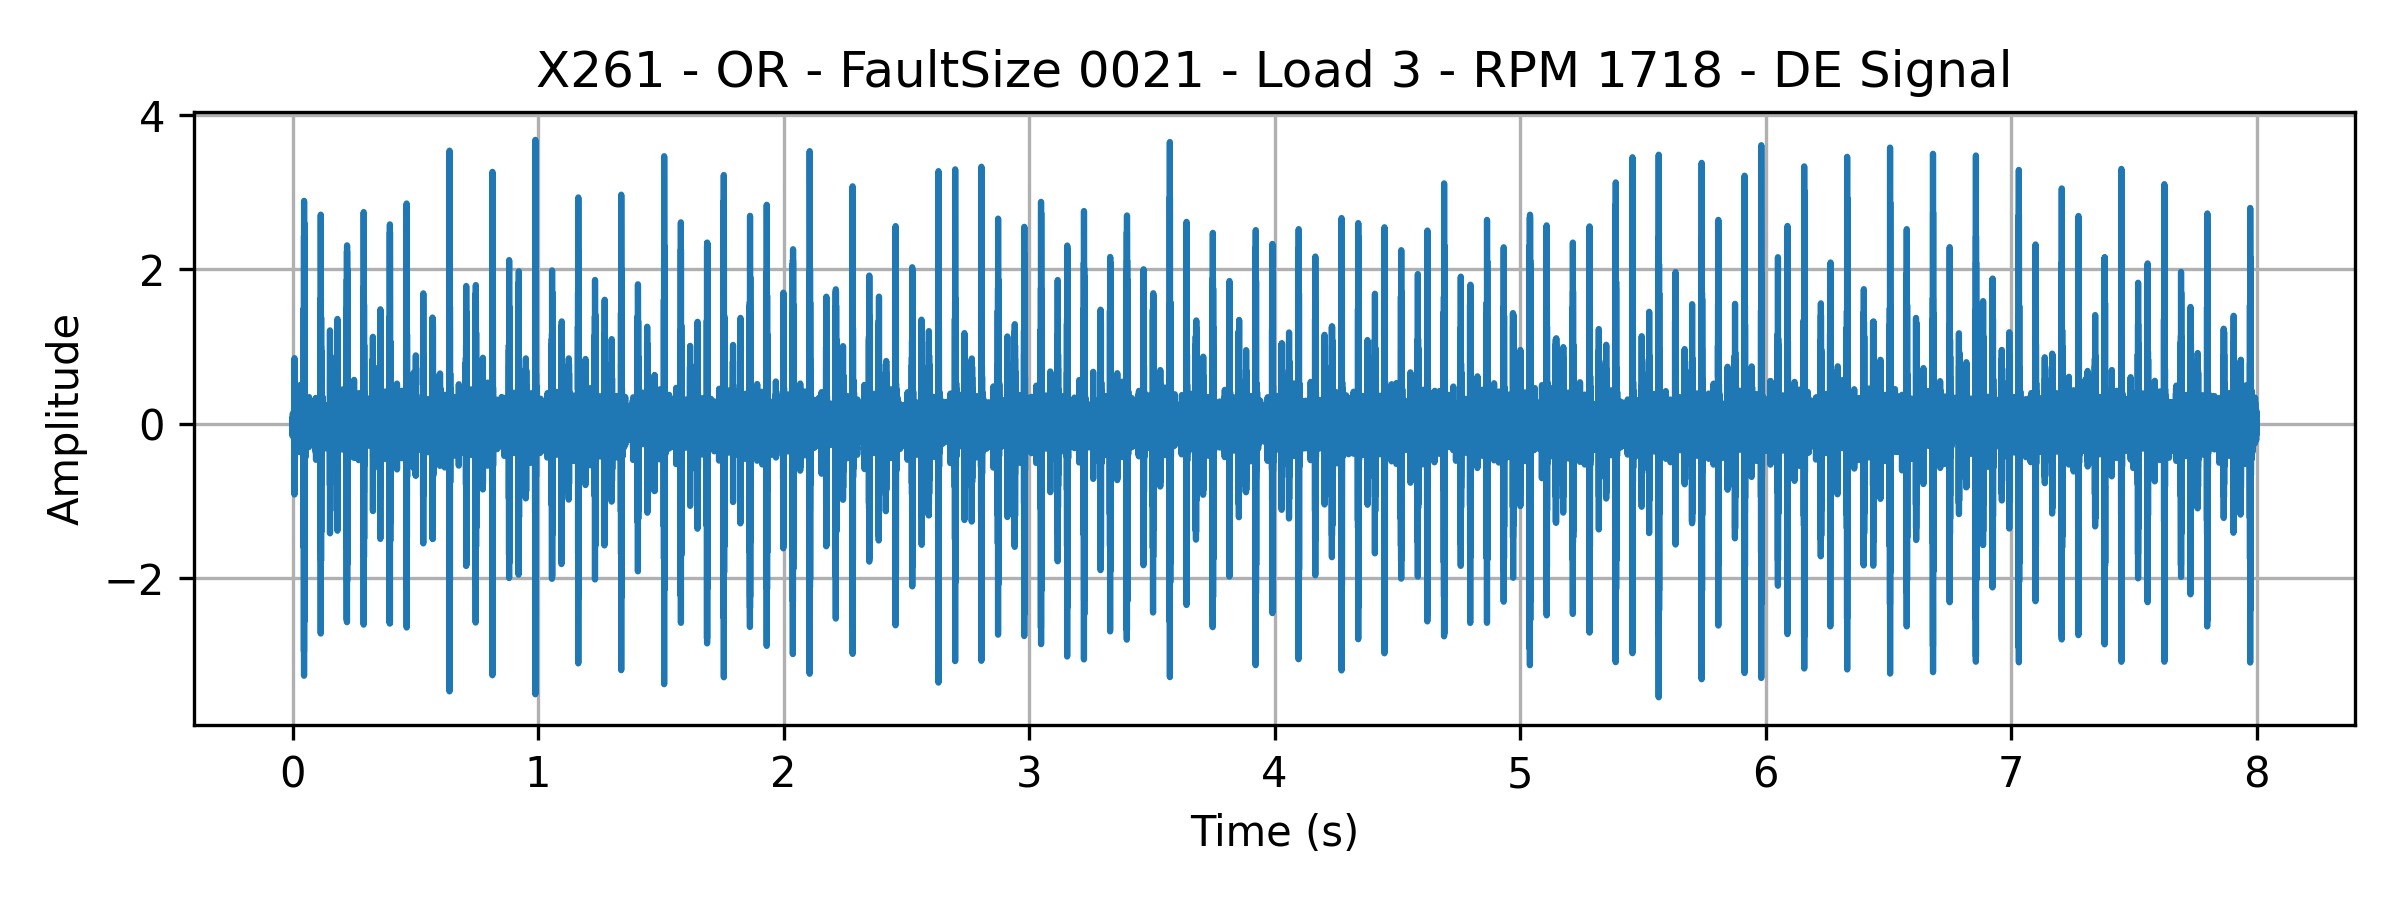 X261 - OR - FaultSize 0021 - Load 3 - RPM 1718 - DE Signal
4
2
0
−2
Amplitude
0 1 2 3 4 5 6 7 8
Time (s)